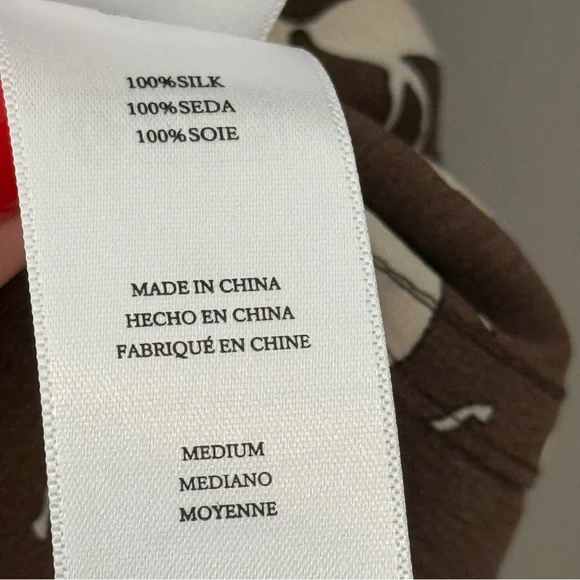 100%SILK
100%SEDA
100%SOIE
MADE IN CHINA
HECHO EN CHINA
FABRIQUÉ EN CHINE
MEDIUM
MEDIANO
MOYENNE